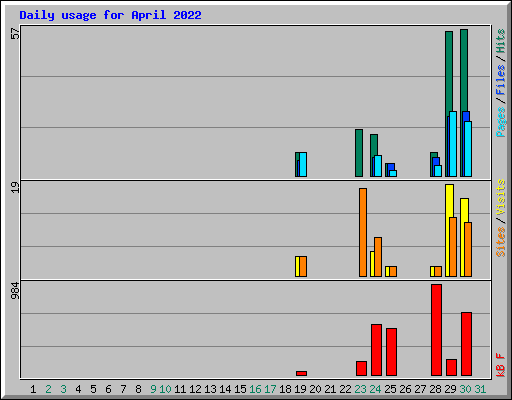 Daily usage for April 2022
57
Pages/Files/Hits
19
Sites/Visits
984
kB F
1 2 3 4 5 6 7 8 9 10 11 12 13 14 15 16 17 18 19 20 21 22 23 24 25 26 27 28 29 30 31